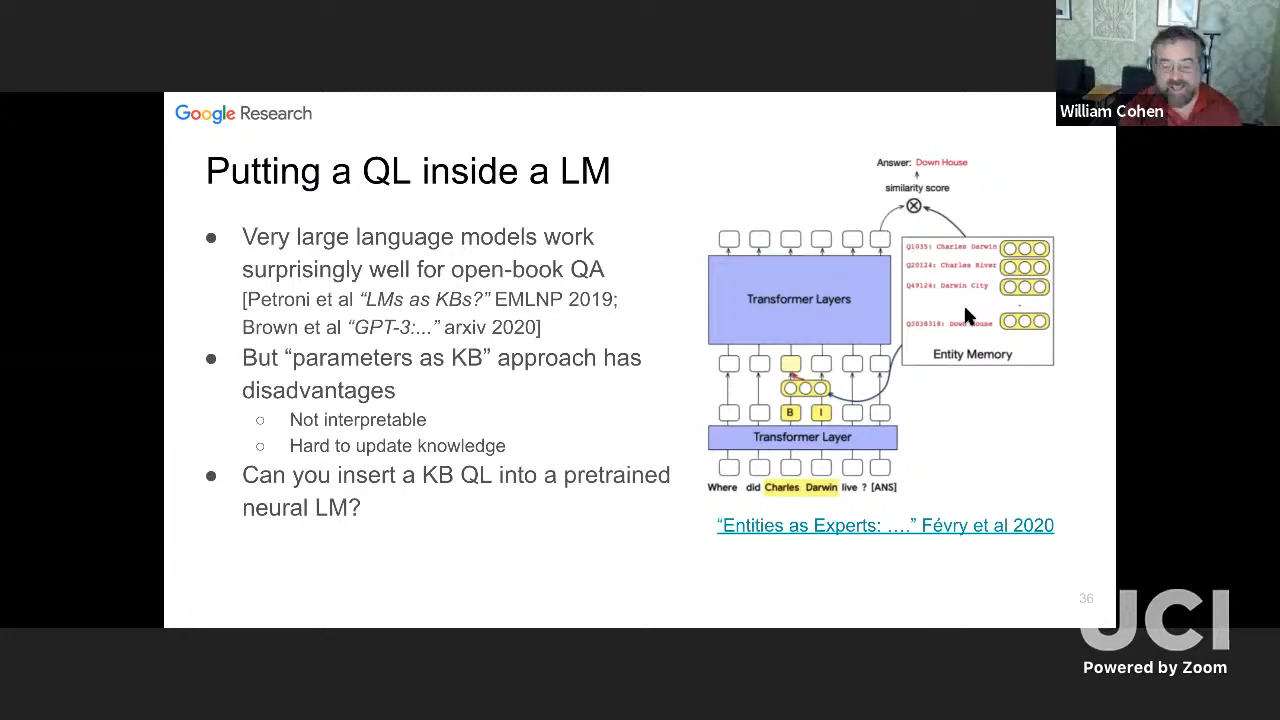 William Cohen
Google Research
Putting a QL inside a LM
● Very large language models work
surprisingly well for open-book QA
[Petroni et al “LMs as KBs?” EMLNP 2019;
Brown et al “GPT-3:...” arxiv 2020]
● But “parameters as KB” approach has
disadvantages
○ Not interpretable
○ Hard to update knowledge
● Can you insert a KB QL into a pretrained
neural LM?
Answer: Down House
similarity score
Q1035: Charles Darwin
Q20124: Charles River
Q49124: Darwin City
Q3038318: Down House
Entity Memory
Transformer Layers
B I
Transformer Layer
Where did Charles Darwin live ? [ANS]
“Entities as Experts: ….” Févry et al 2020
36
UCI
Powered by Zoom